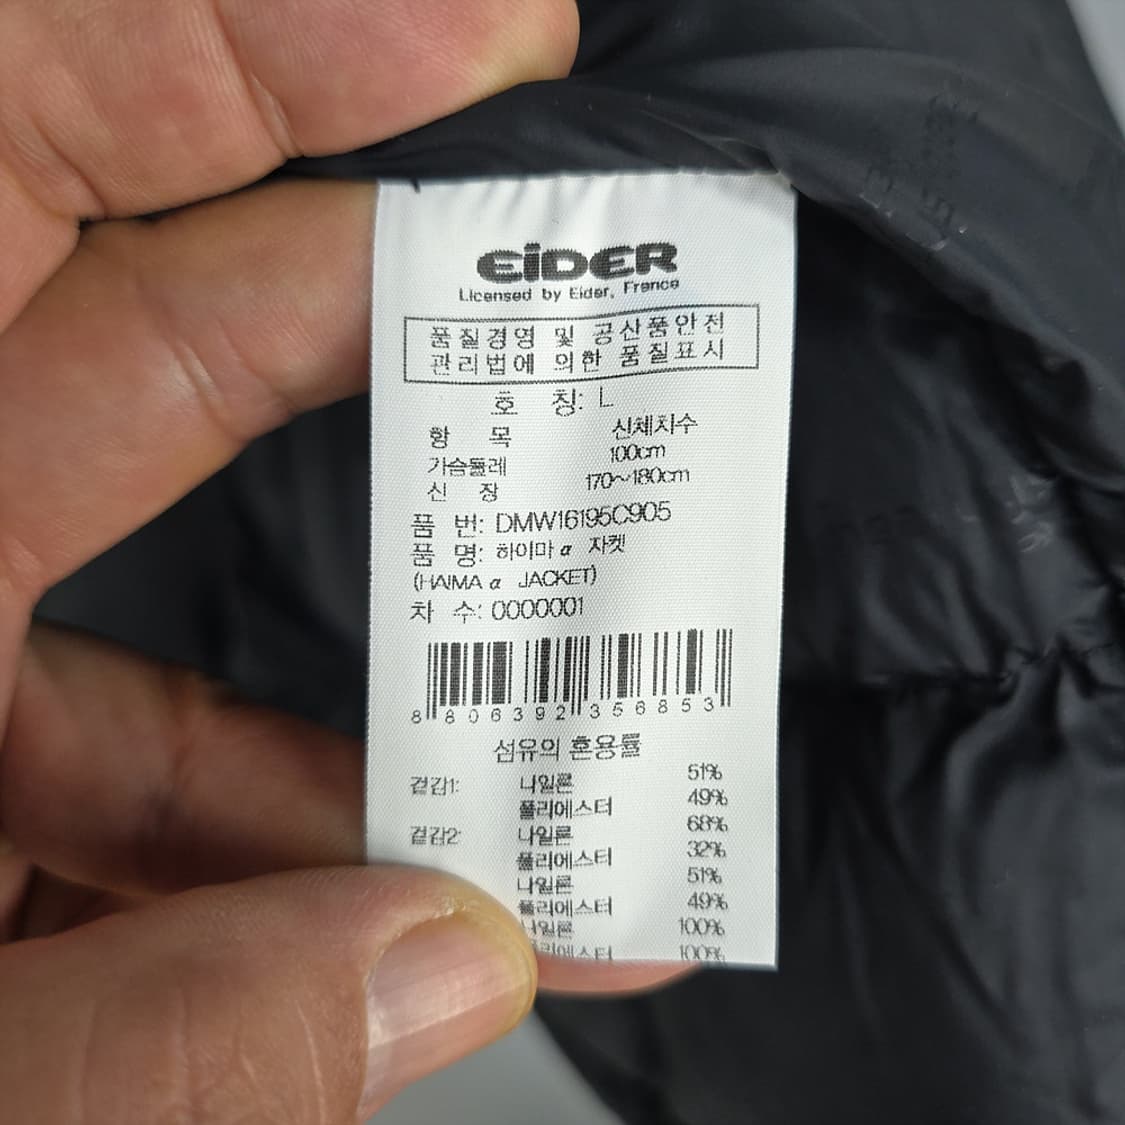 EiDER
Licensed by Eider, France
품질경영 및 공산품안전
관리법에 의한 품질표시
호 칭: L
항 목 신체치수
가슴둘레 100cm
신 장 170~180cm
품 번: DMW16195C905
품 명: 하이마 α 자켓
(HAIMA α JACKET)
차 수: 0000001
8 806392 356853
섬유의 혼용률
겉감1: 나일론 51%
폴리에스터 49%
겉감2: 나일론 68%
폴리에스터 32%
나일론 51%
폴리에스터 49%
나일론 100%
폴리에스터 100%